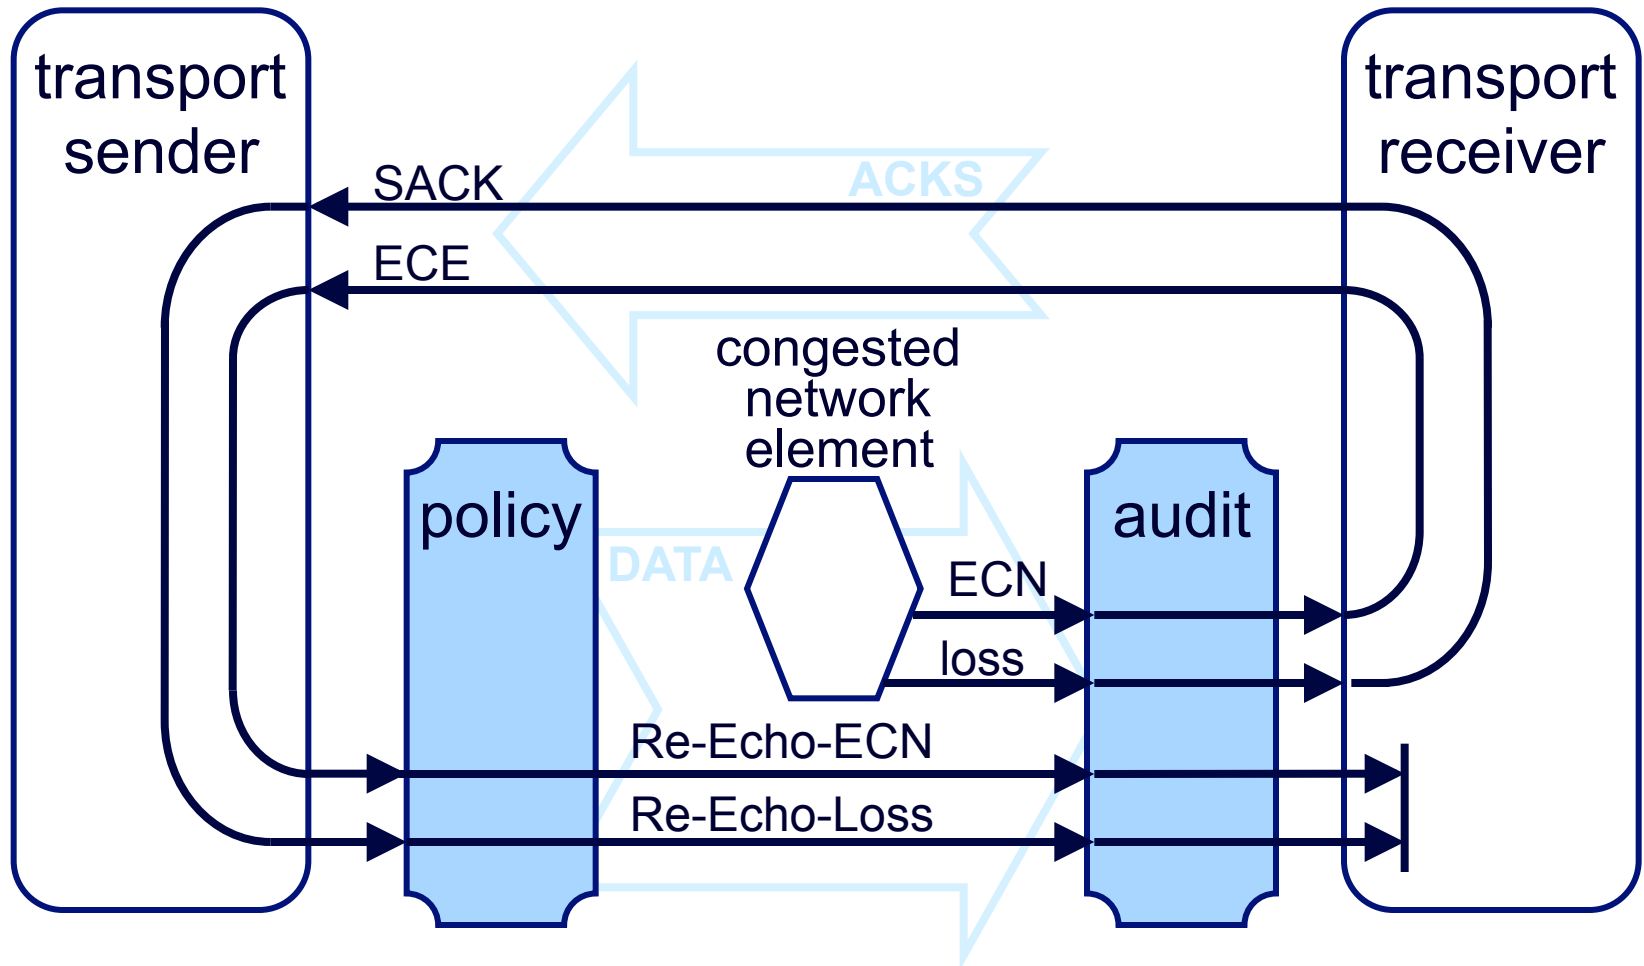 transport
sender
transport
receiver
SACK
ACKS
ECE
congested
network
element
policy
audit
DATA
ECN
loss
Re-Echo-ECN
Re-Echo-Loss